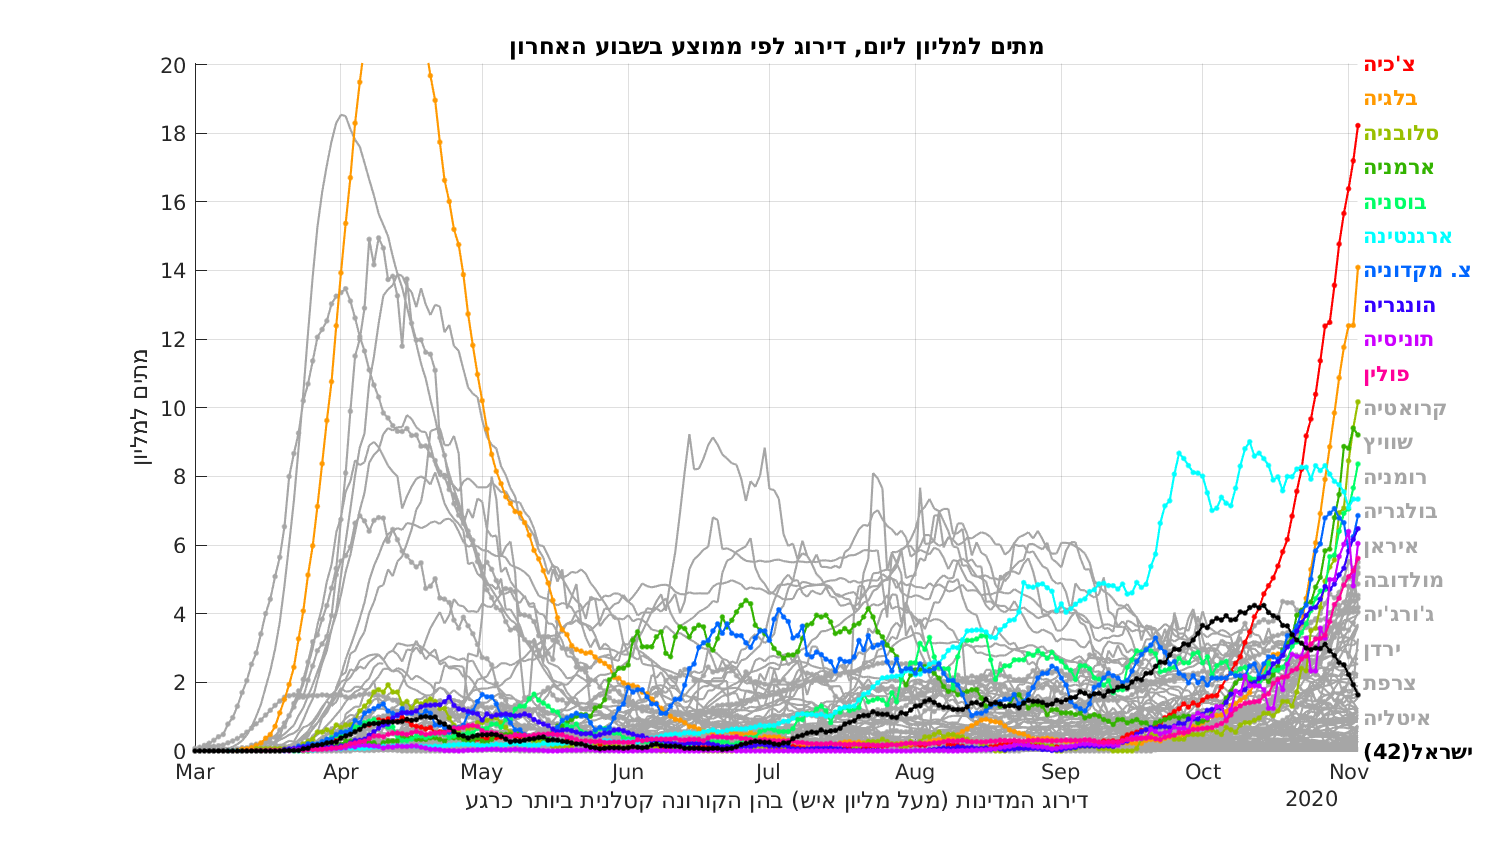 מתים למליון ליום, דירוג לפי ממוצע בשבוע האחרון
מתים למליון
20
18
16
14
12
10
8
6
4
2
0
Mar Apr May Jun Jul Aug Sep Oct Nov
2020
דירוג המדינות (מעל מליון איש) בהן הקורונה קטלנית ביותר כרגע
צ'כיה
בלגיה
סלובניה
ארמניה
בוסניה
ארגנטינה
צ. מקדוניה
הונגריה
תוניסיה
פולין
קרואטיה
שוויץ
רומניה
בולגריה
איראן
מולדובה
ג'ורג'יה
ירדן
צרפת
איטליה
ישראל(42)